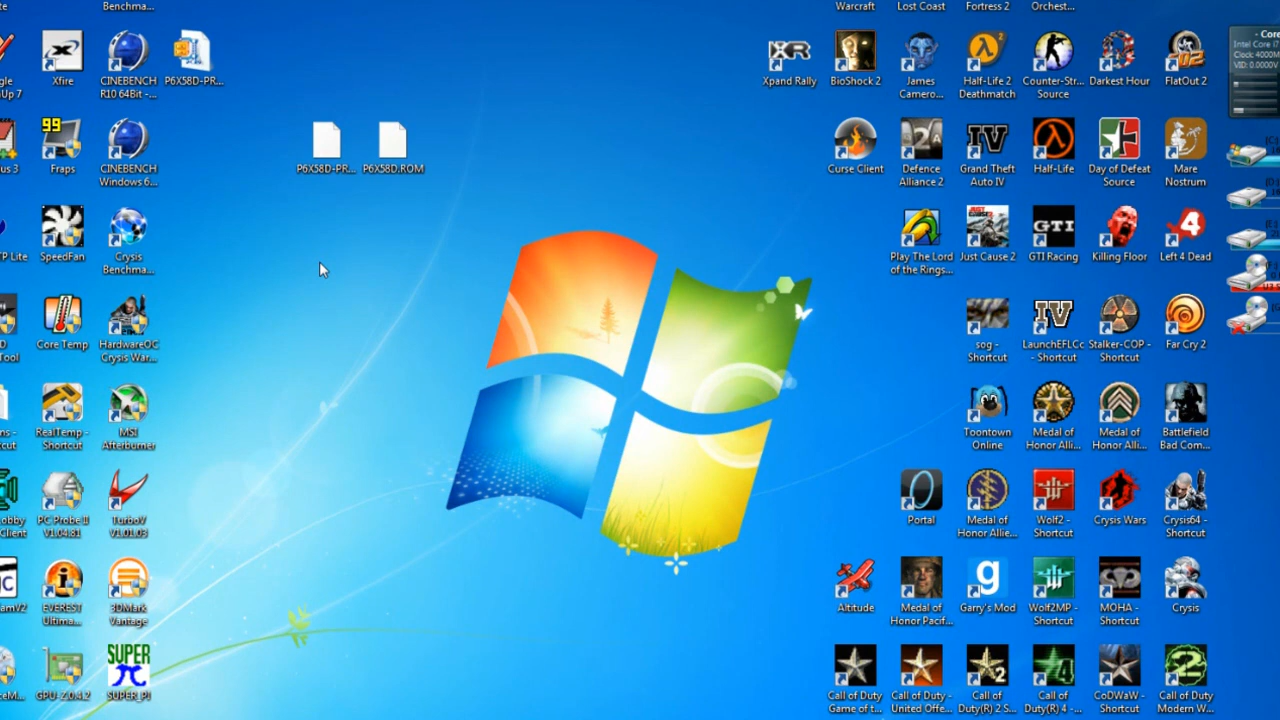 te
Benchma...
Warcraft
Lost Coast
Fortress 2
Orchest...
gle
Up 7
Xfire
CINEBENCH
R10 64Bit -...
P6X58D-PR...
Xpand Rally
BioShock 2
James
Camero...
Half-Life 2
Deathmatch
Counter-Str...
Source
Darkest Hour
FlatOut 2
- Core
Intel Core i7
Clock: 4000M
VID: 0.0000V
us 3
99
Fraps
CINEBENCH
Windows 6...
P6X58D-PR...
P6X58D.ROM
Curse Client
Defence
Alliance 2
Grand Theft
Auto IV
Half-Life
Day of Defeat
Source
Mare
Nostrum
TP Lite
SpeedFan
Crysis
Benchma...
Play The Lord
of the Rings...
Just Cause 2
GTI Racing
Killing Floor
Left 4 Dead
D
Tool
Core Temp
HardwareOC
Crysis War...
sog -
Shortcut
LaunchEFLCc
- Shortcut
Stalker-COP -
Shortcut
Far Cry 2
ms -
cut
RealTemp -
Shortcut
MSI
Afterburner
Toontown
Online
Medal of
Honor Alli...
Medal of
Honor Alli...
Battlefield
Bad Com...
obby
Client
PC Probe II
V1.04.81
TurboV
V1.01.03
Portal
Medal of
Honor Allie...
Wolf2 -
Shortcut
Crysis Wars
Crysis64 -
Shortcut
amV2
EVEREST
Ultima...
3DMark
Vantage
Altitude
Medal of
Honor Pacif...
Garry's Mod
Wolf2MP -
Shortcut
MOHA -
Shortcut
Crysis
ceM...
GPU-Z.0.4.2
SUPER
SUPER_PI
Call of Duty
Game of t...
Call of Duty -
United Offe...
Call of
Duty(R) 2 S...
Call of
Duty(R) 4 -...
CoDWaW -
Shortcut
Call of Duty
Modern W...